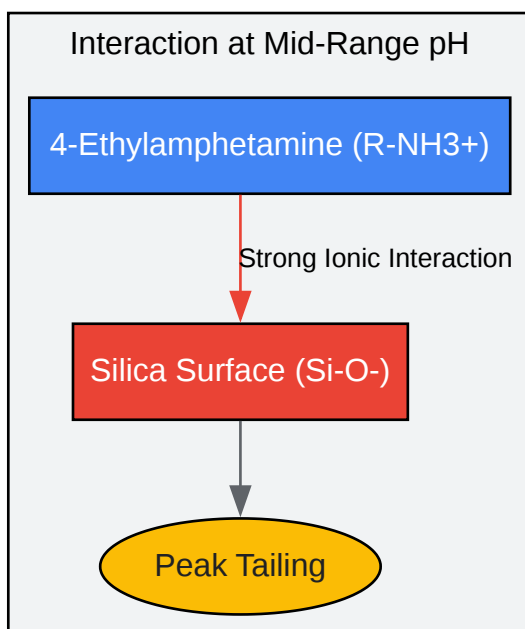 Interaction at Mid-Range pH
4-Ethylamphetamine (R-NH3+)
Strong Ionic Interaction
Silica Surface (Si-O-)
Peak Tailing